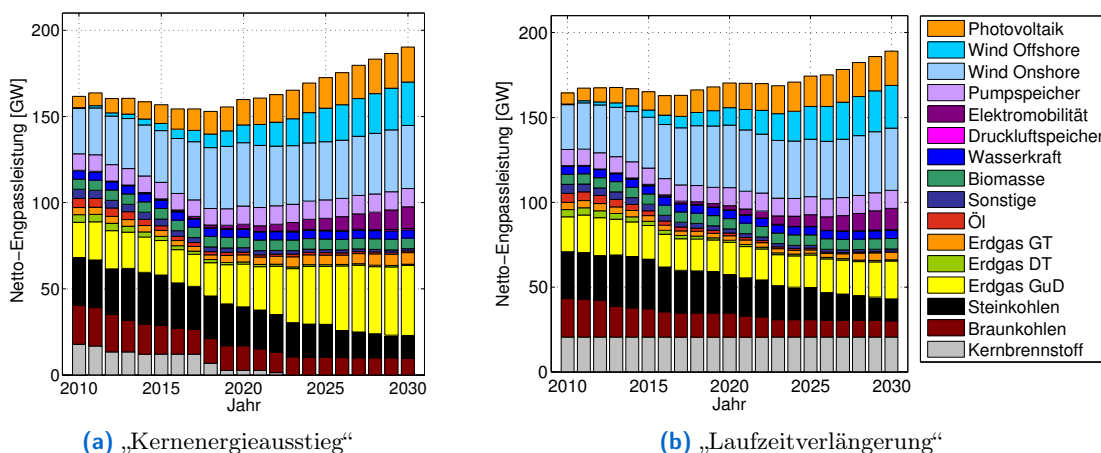 200
150
100
50
0
Netto−Engpassleistung [GW]
2010 2015 2020 2025 2030
Jahr
(a) „Kernenergieausstieg“
200
150
100
50
0
Netto−Engpassleistung [GW]
2010 2015 2020 2025 2030
Jahr
(b) „Laufzeitverlängerung“
Photovoltaik
Wind Offshore
Wind Onshore
Pumpspeicher
Elektromobilität
Druckluftspeicher
Wasserkraft
Biomasse
Sonstige
Öl
Erdgas GT
Erdgas DT
Erdgas GuD
Steinkohlen
Braunkohlen
Kernbrennstoff